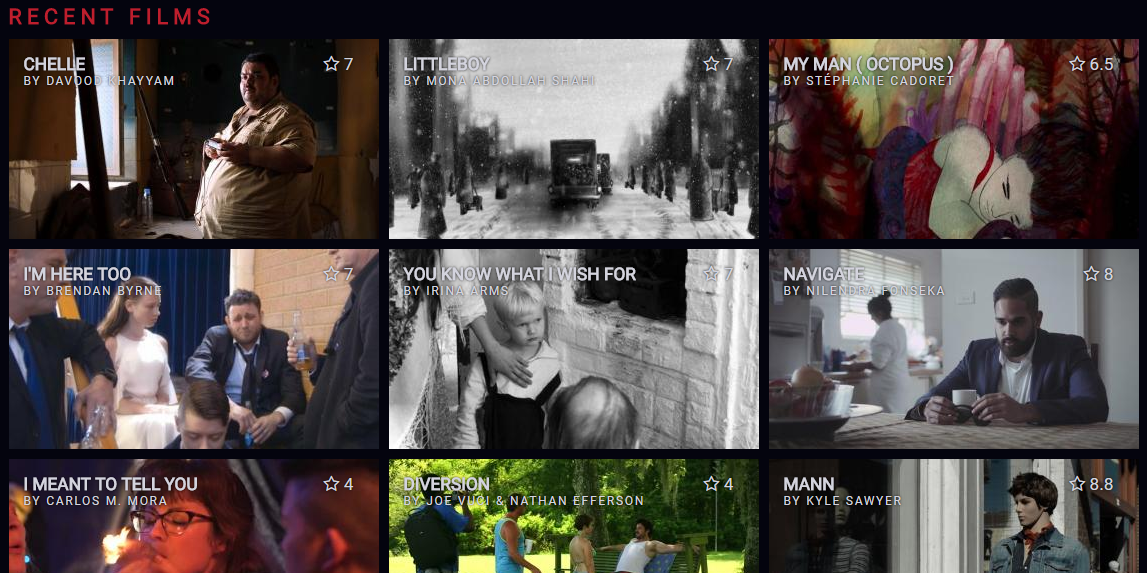 RECENT FILMS
CHELLE
☆ 7
BY DAVOOD KHAYYAM
LITTLEBOY
☆ 7
BY MONA ABDOLLAH SHAHI
MY MAN ( OCTOPUS )
☆ 6.5
BY STÉPHANIE CADORET
I'M HERE TOO
☆ 7
BY BRENDAN BYRNE
YOU KNOW WHAT I WISH FOR
☆ 7
BY IRINA ARMS
NAVIGATE
☆ 8
BY NILENDRA FONSEKA
I MEANT TO TELL YOU
☆ 4
BY CARLOS M. MORA
DIVERSION
☆ 4
BY JOE VUCI & NATHAN EFFERSON
MANN
☆ 8.8
BY KYLE SAWYER